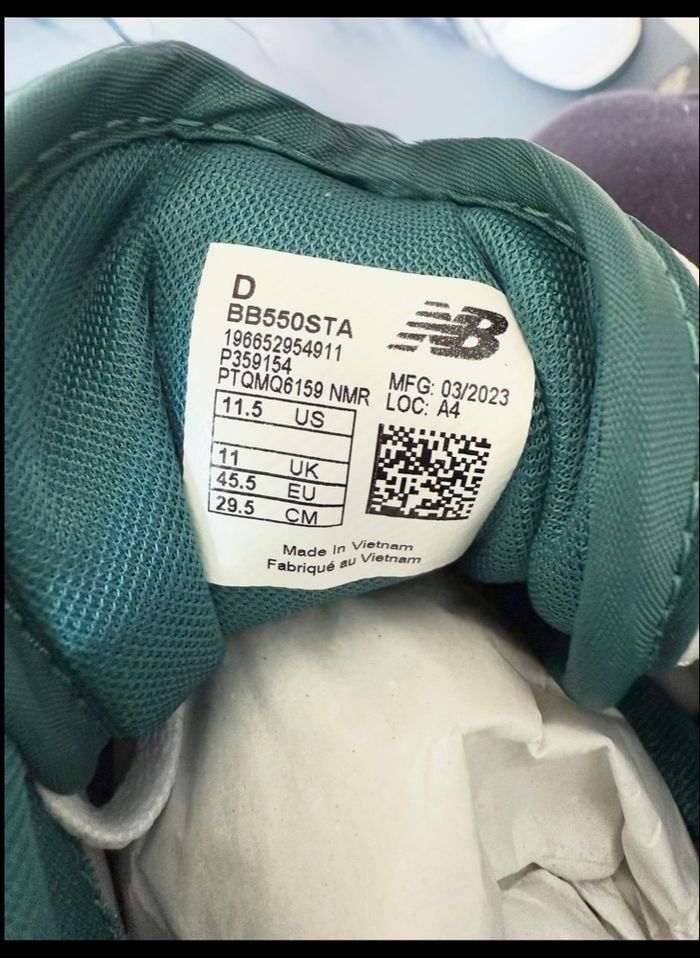 D
BB550STA
196652954911
P359154
PTQMQ6159 NMR
NB
MFG: 03/2023
LOC: A4
11.5 US
11 UK
45.5 EU
29.5 CM
Made In Vietnam
Fabriqué au Vietnam